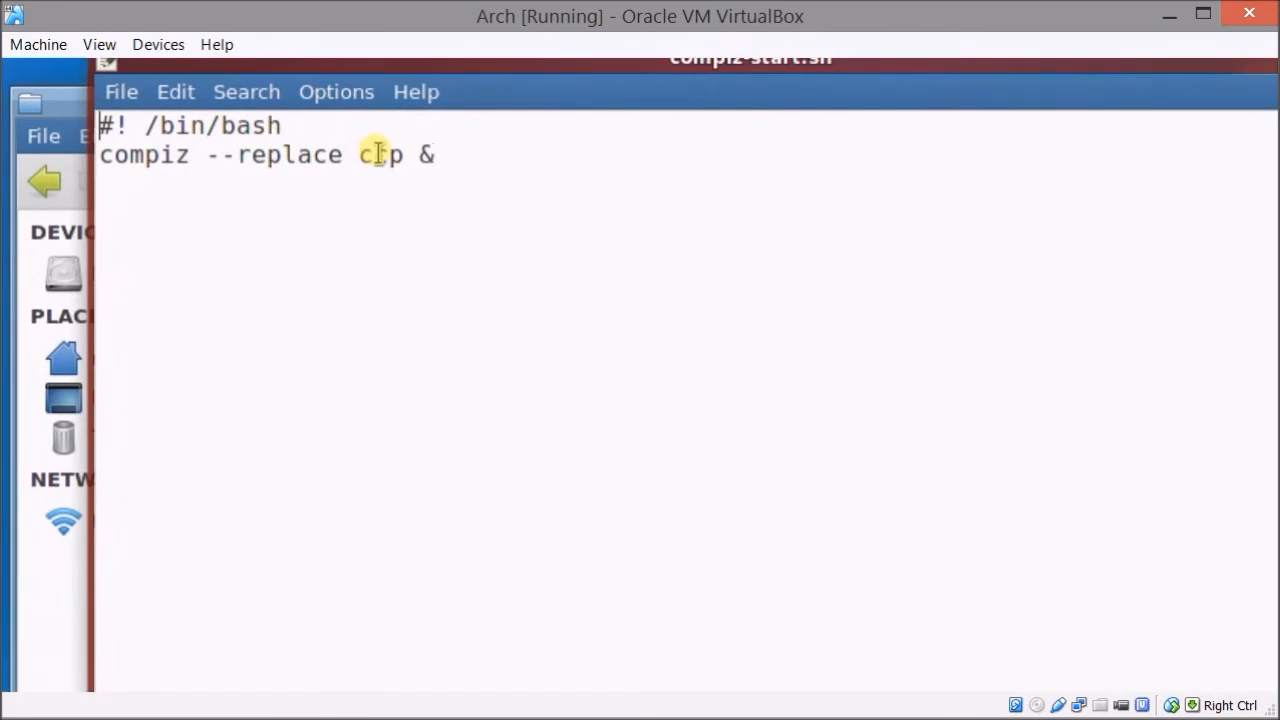 Arch [Running] - Oracle VM VirtualBox
Machine View Devices Help
compiz-start.sh
File Edit Search Options Help
#! /bin/bash
compiz --replace ccp &
File
DEVIC
PLAC
NETW
Right Ctrl